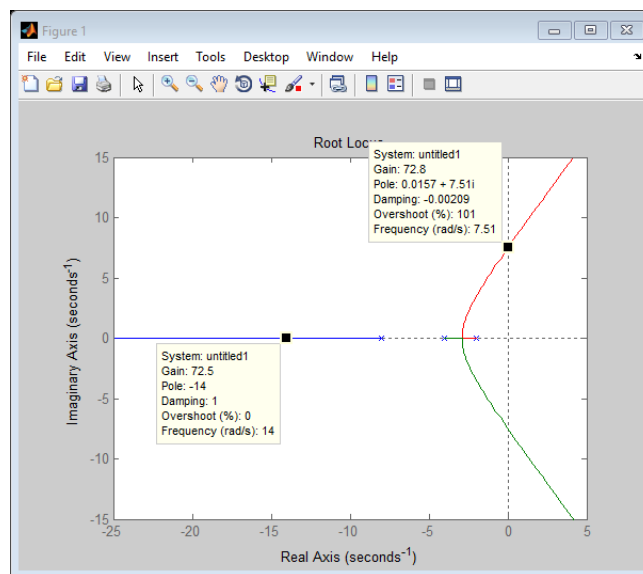 Figure 1
File Edit View Insert Tools Desktop Window Help
Root Locus
System: untitled1
Gain: 72.8
Pole: 0.0157 + 7.51i
Damping: -0.00209
Overshoot (%): 101
Frequency (rad/s): 7.51
System: untitled1
Gain: 72.5
Pole: -14
Damping: 1
Overshoot (%): 0
Frequency (rad/s): 14
15
10
5
0
-5
-10
-15
-25 -20 -15 -10 -5 0 5
Imaginary Axis (seconds⁻¹)
Real Axis (seconds⁻¹)